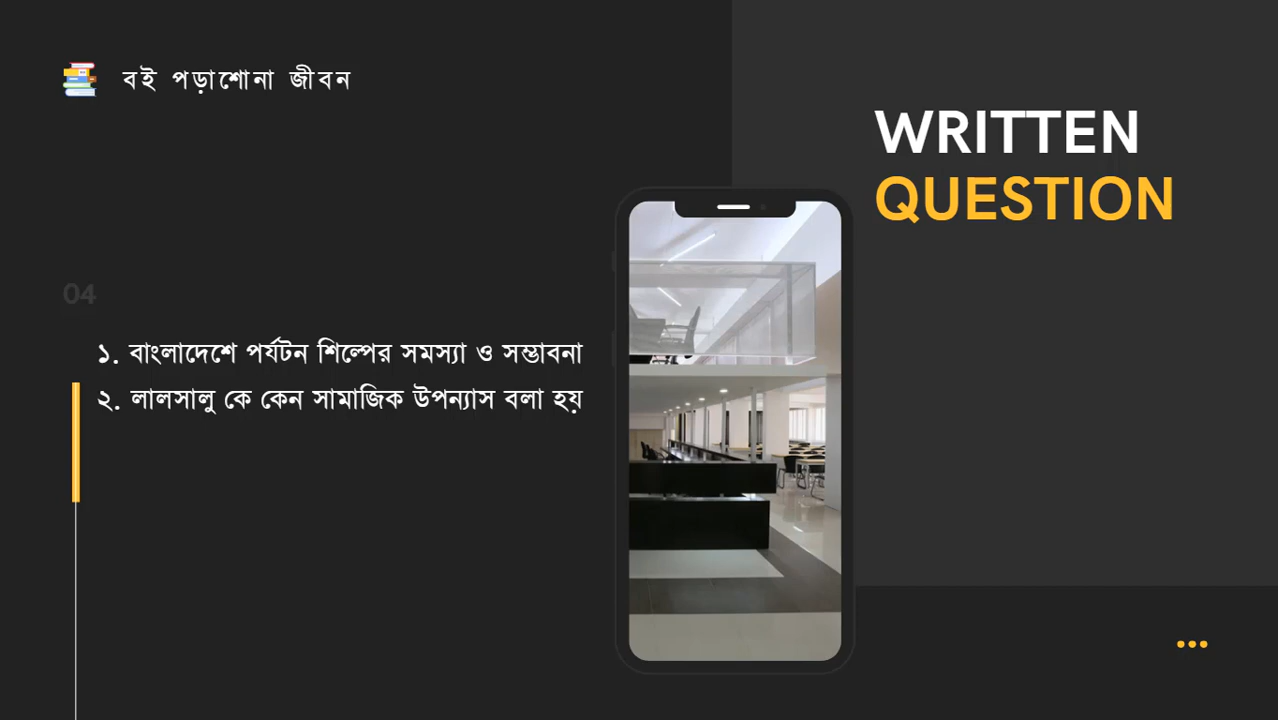 বই পড়াশোনা জীবন
WRITTEN
QUESTION
04
১. বাংলাদেশে পর্যটন শিল্পের সমস্যা ও সম্ভাবনা
২. লালসালু কে কেন সামাজিক উপন্যাস বলা হয়